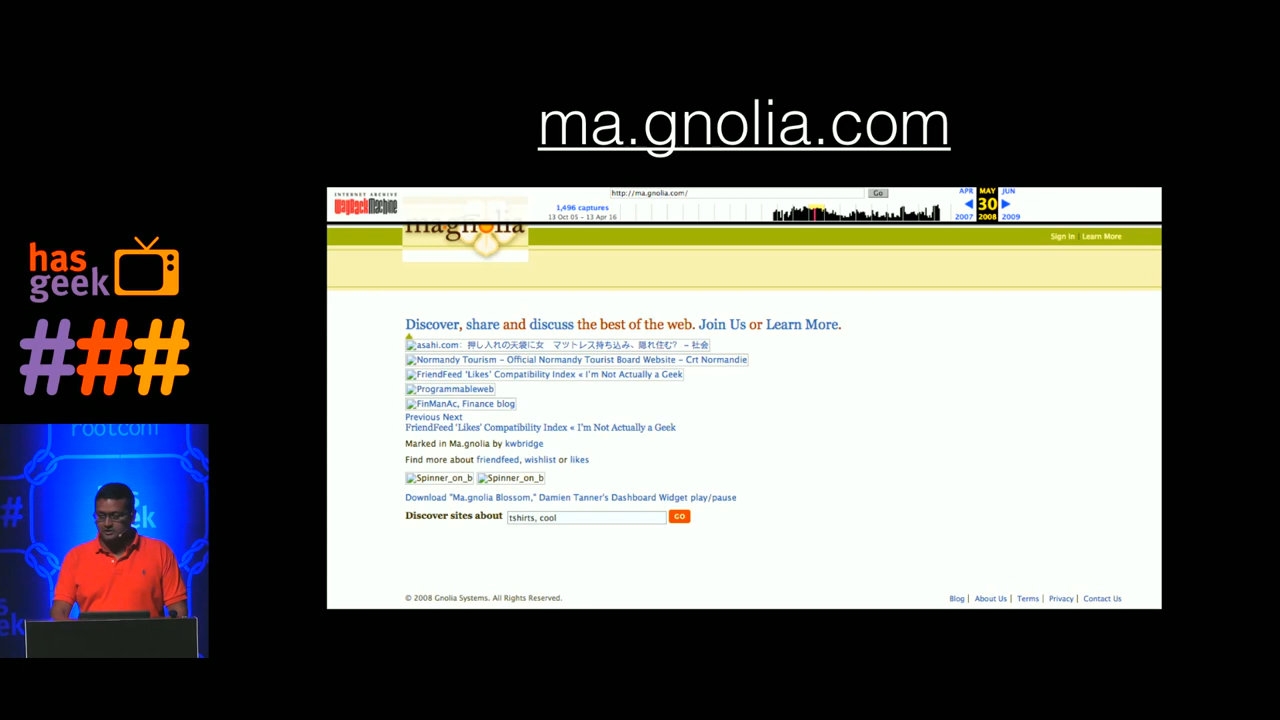 ma.gnolia.com
INTERNET ARCHIVE
WayBackMachine
http://ma.gnolia.com/
Go
1,496 captures
13 Oct 05 – 13 Apr 16
APR MAY JUN
30
2007 2008 2009
magnolia
Sign In Learn More
Discover, share and discuss the best of the web. Join Us or Learn More.
asahi.com: 押し入れの天袋に女 マットレス持ち込み、隠れ住む? – 社会
Normandy Tourism – Official Normandy Tourist Board Website – Crt Normandie
FriendFeed ‘Likes’ Compatibility Index « I’m Not Actually a Geek
Programmableweb
FinManAc, Finance blog
Previous Next
FriendFeed ‘Likes’ Compatibility Index « I’m Not Actually a Geek
Marked in Ma.gnolia by kwbridge
Find more about friendfeed, wishlist or likes
Spinner_on_b Spinner_on_b
Download "Ma.gnolia Blossom," Damien Tanner's Dashboard Widget play/pause
Discover sites about tshirts, cool GO
© 2008 Gnolia Systems. All Rights Reserved.
Blog | About Us | Terms | Privacy | Contact Us
has
geek
###
rootconf
#
ek
has
geek